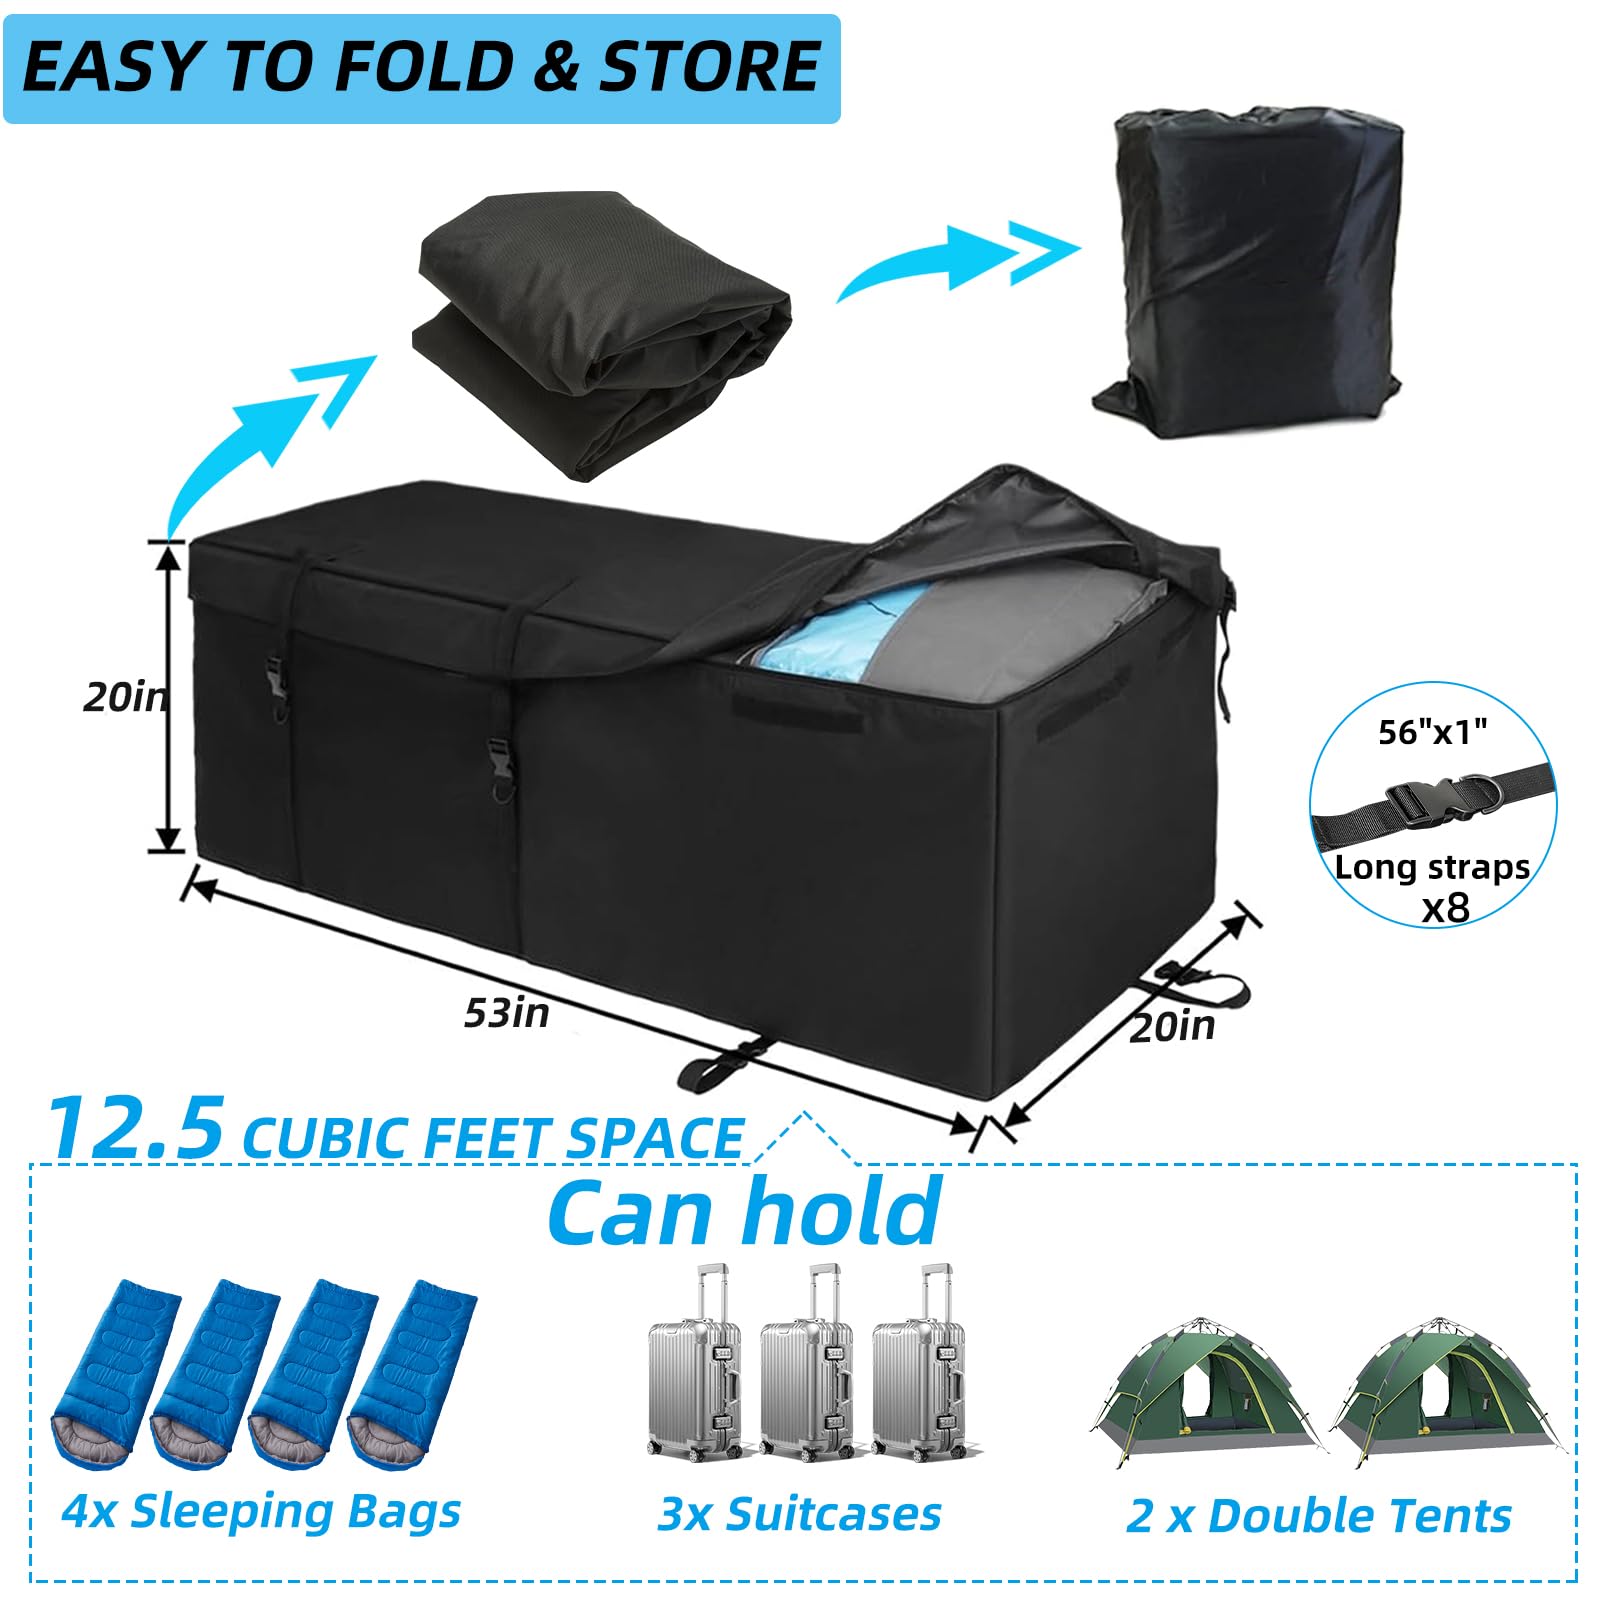 EASY TO FOLD & STORE
20in
56"x1"
Long straps
x8
53in
20in
12.5 CUBIC FEET SPACE
Can hold
4x Sleeping Bags
3x Suitcases
2 x Double Tents